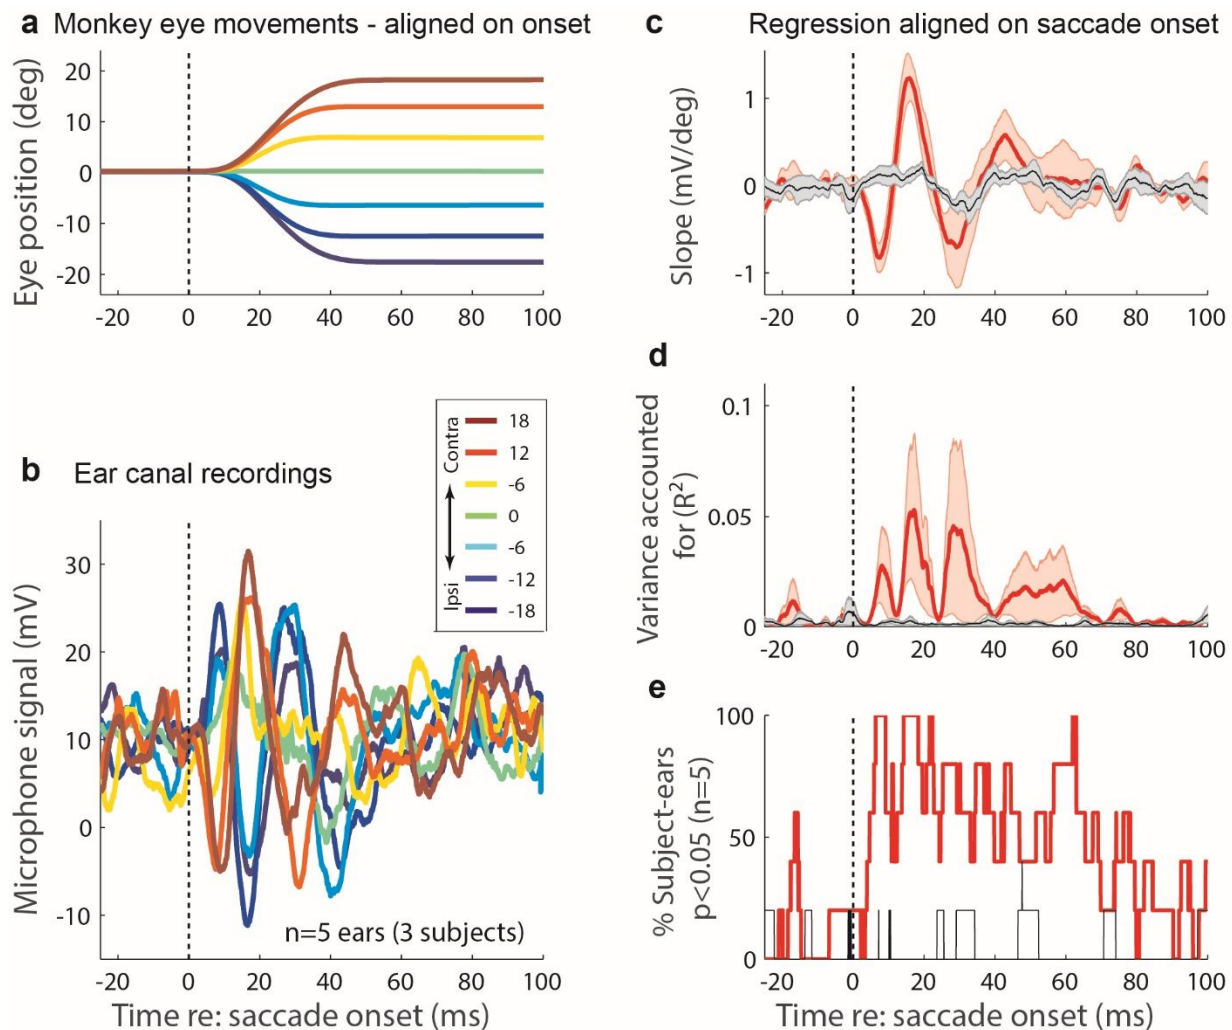 a Monkey eye movements - aligned on onset
Eye position (deg)
20
10
0
-10
-20
-20 0 20 40 60 80 100
b Ear canal recordings
Contra
Ipsi
18
12
-6
0
-6
-12
-18
Microphone signal (mV)
30
20
10
0
-10
n=5 ears (3 subjects)
-20 0 20 40 60 80 100
Time re: saccade onset (ms)
c Regression aligned on saccade onset
Slope (mV/deg)
1
0
-1
-20 0 20 40 60 80 100
d
Variance accounted
for (R²)
0.1
0.05
0
-20 0 20 40 60 80 100
e
% Subject-ears
p<0.05 (n=5)
100
50
0
-20 0 20 40 60 80 100
Time re: saccade onset (ms)